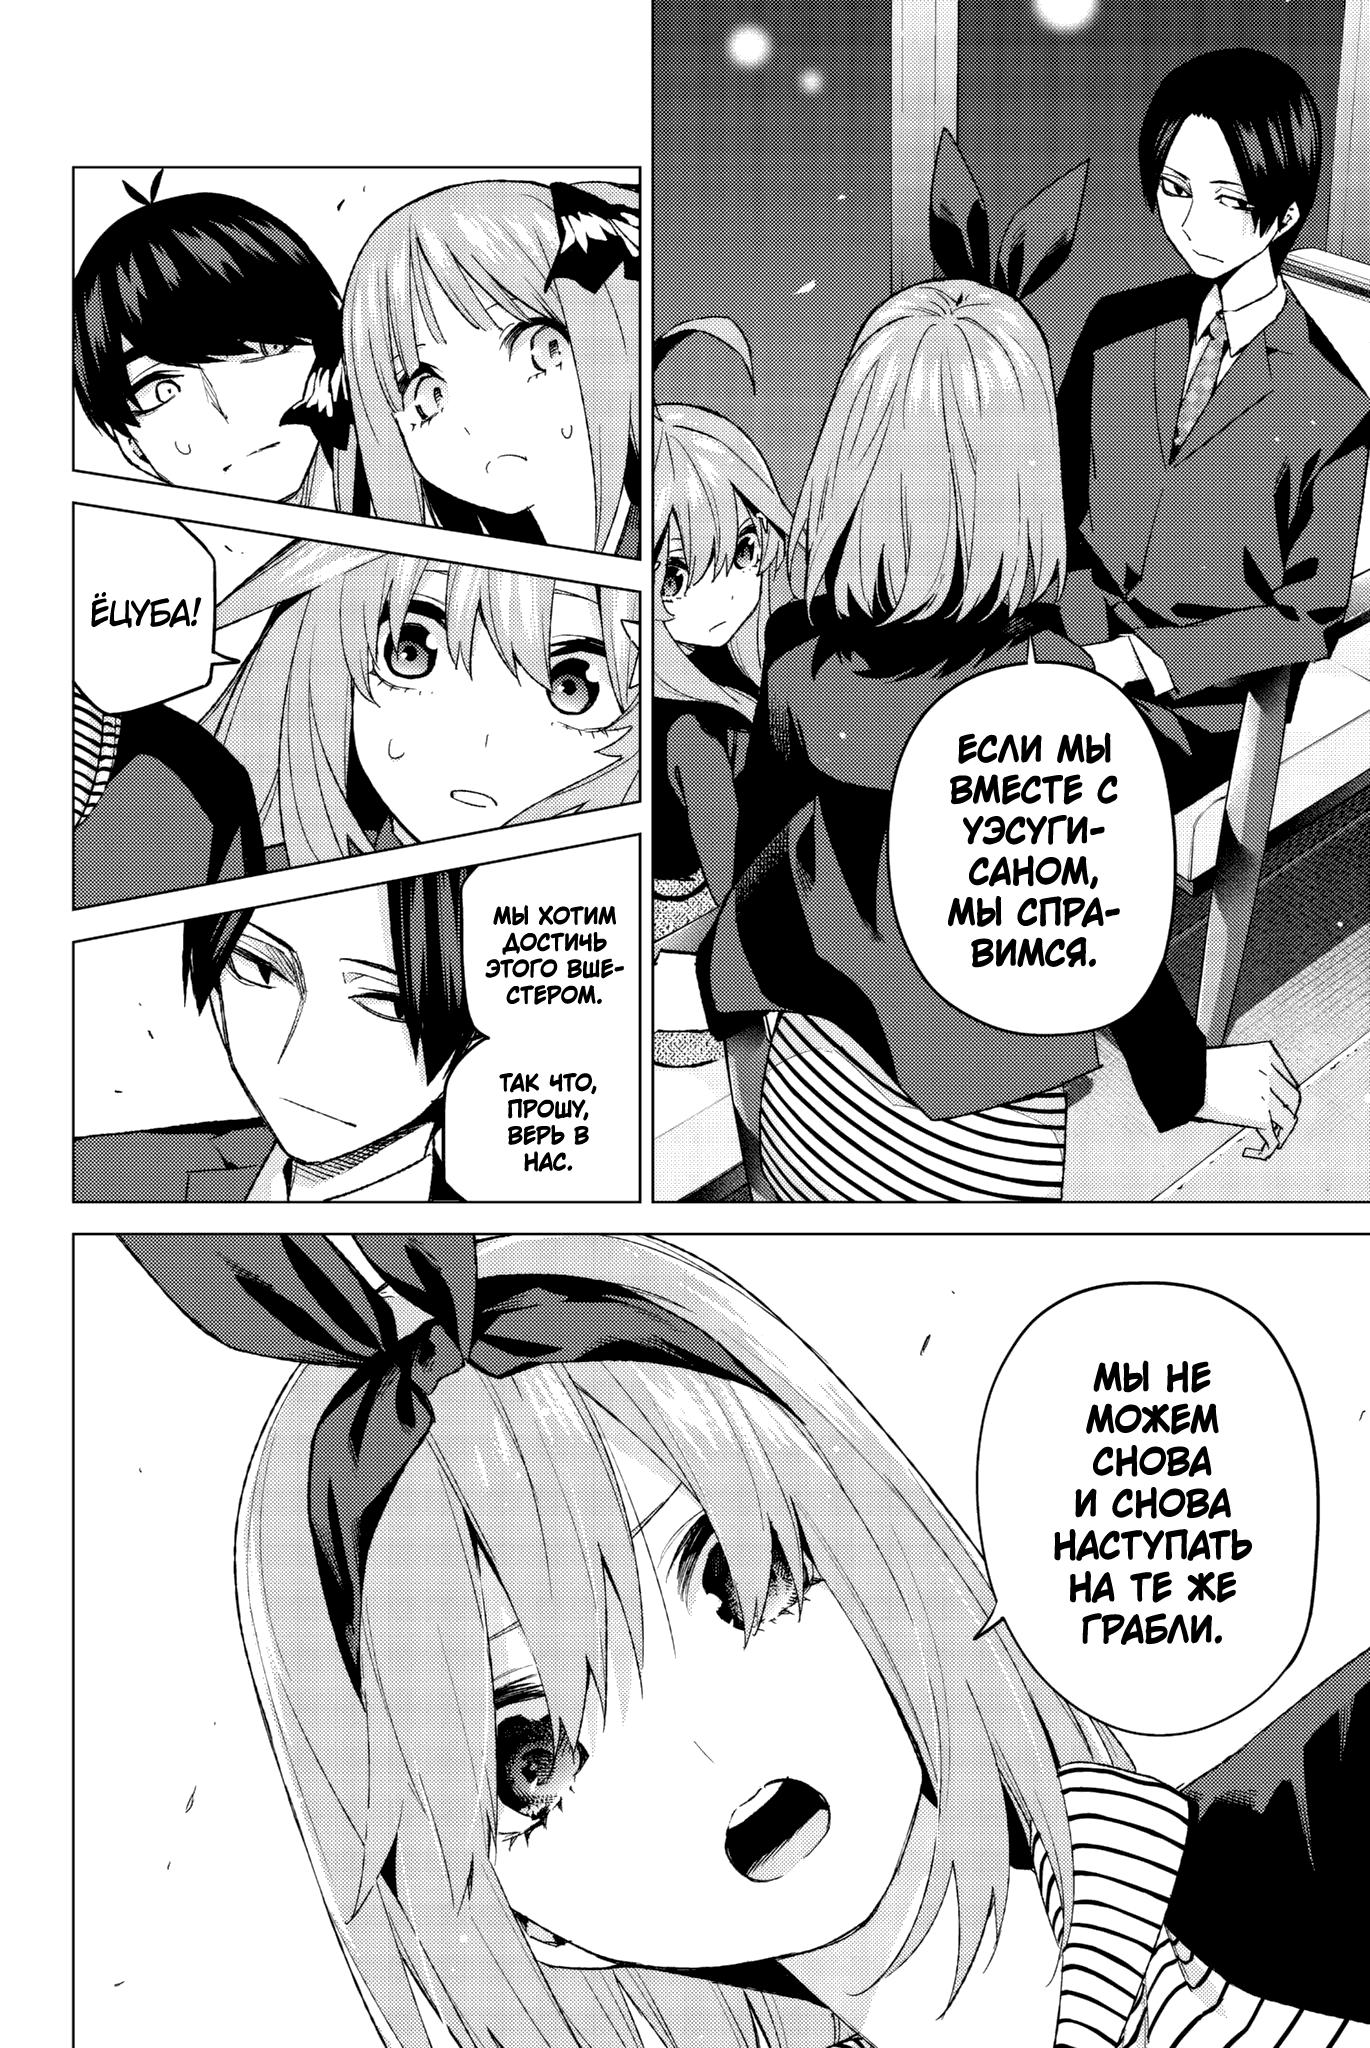 ЕСЛИ МЫ
ВМЕСТЕ С
УЭСУГИ-
САНОМ,
МЫ СПРА-
ВИМСЯ.
ЁЦУБА!
МЫ ХОТИМ
ДОСТИЧЬ
ЭТОГО ВШЕ-
СТЕРОМ.
ТАК ЧТО,
ПРОШУ,
ВЕРЬ В
НАС.
МЫ НЕ
МОЖЕМ
СНОВА
И СНОВА
НАСТУПАТЬ
НА ТЕ ЖЕ
ГРАБЛИ.